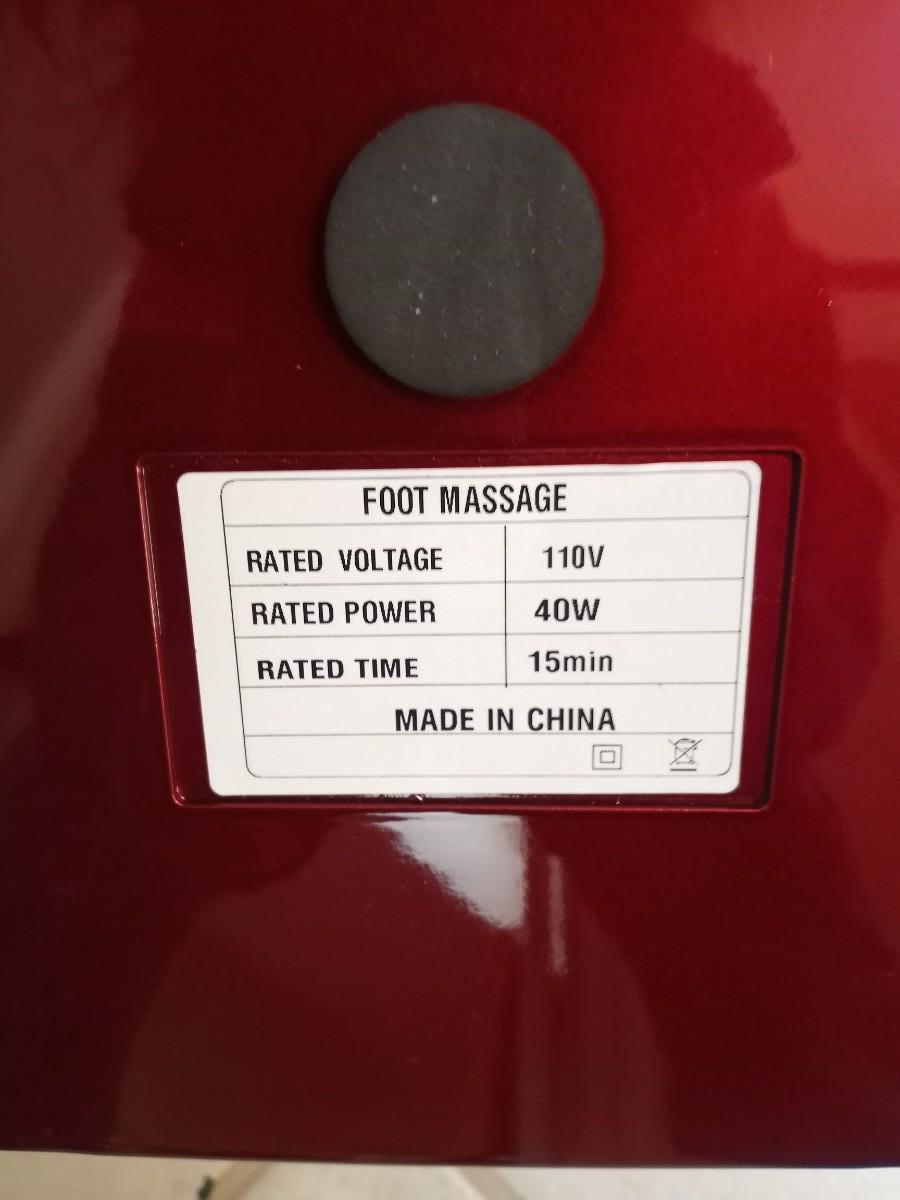 FOOT MASSAGE
RATED VOLTAGE 110V
RATED POWER 40W
RATED TIME 15min
MADE IN CHINA